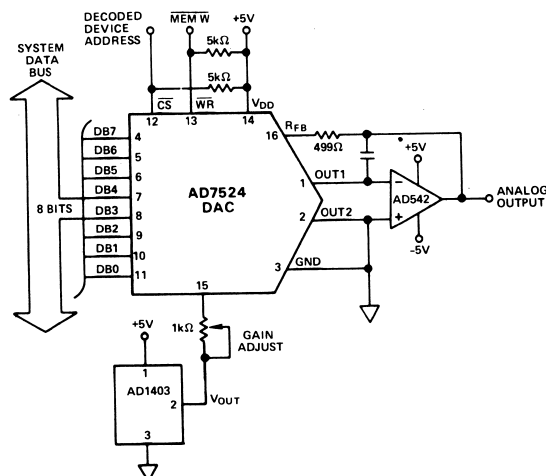 DECODED
DEVICE
ADDRESS
MEM W
+5V
SYSTEM
DATA
BUS
5kΩ
5kΩ
CS
WR
VDD
12
13
14
DB7
4
DB6
5
DB5
6
DB4
7
8 BITS
DB3
8
DB2
9
DB1
10
DB0
11
AD7524
DAC
16
RFB
499Ω
1
OUT1
2
OUT2
3
GND
+5V
AD542
-5V
ANALOG
OUTPUT
15
1kΩ
GAIN
ADJUST
+5V
1
AD1403
2
VOUT
3